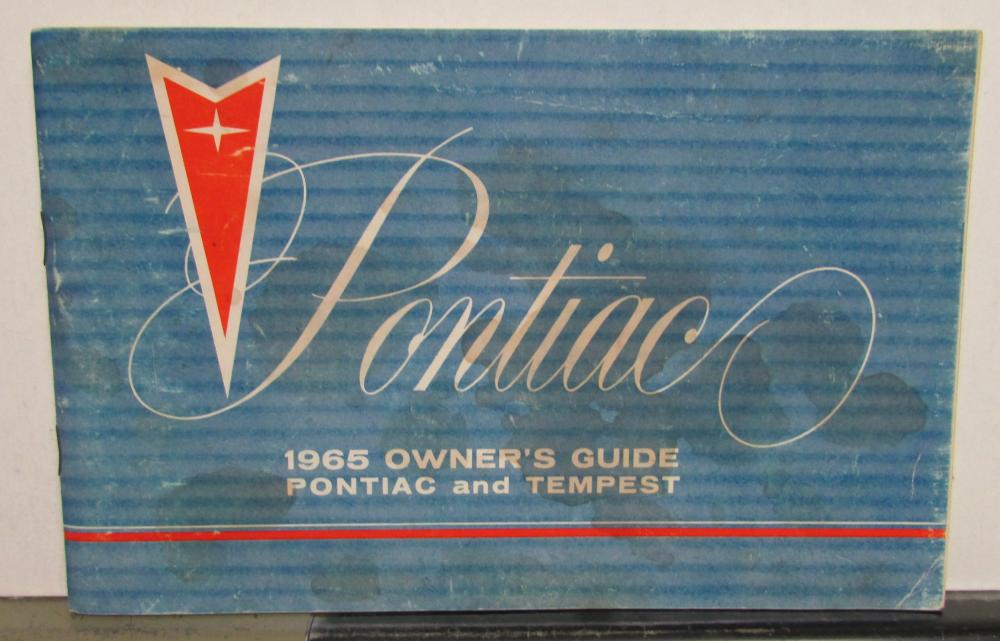 Pontiac
1965 OWNER'S GUIDE
PONTIAC and TEMPEST